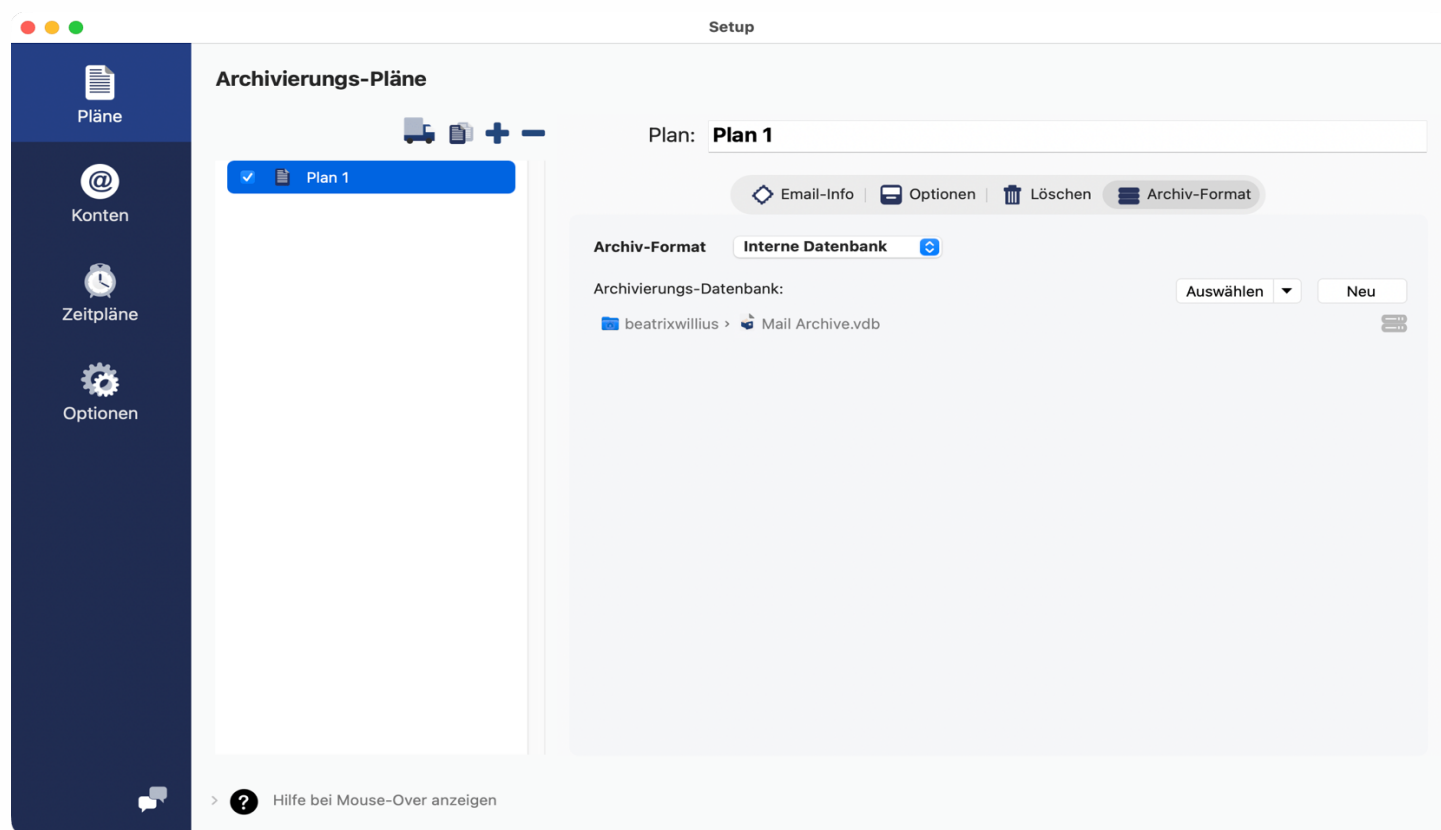 Setup
Pläne
Konten
Zeitpläne
Optionen
Archivierungs-Pläne
Plan 1
Plan: Plan 1
Email-Info Optionen Löschen Archiv-Format
Archiv-Format Interne Datenbank
Archivierungs-Datenbank: Auswählen Neu
beatrixwillius › Mail Archive.vdb
? Hilfe bei Mouse-Over anzeigen